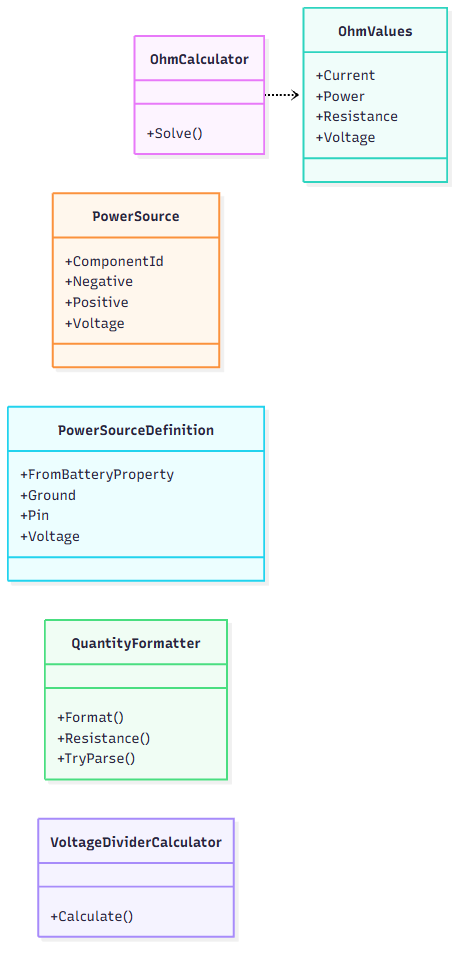 OhmCalculator
+Solve()
OhmValues
+Current
+Power
+Resistance
+Voltage
PowerSource
+ComponentId
+Negative
+Positive
+Voltage
PowerSourceDefinition
+FromBatteryProperty
+Ground
+Pin
+Voltage
QuantityFormatter
+Format()
+Resistance()
+TryParse()
VoltageDividerCalculator
+Calculate()